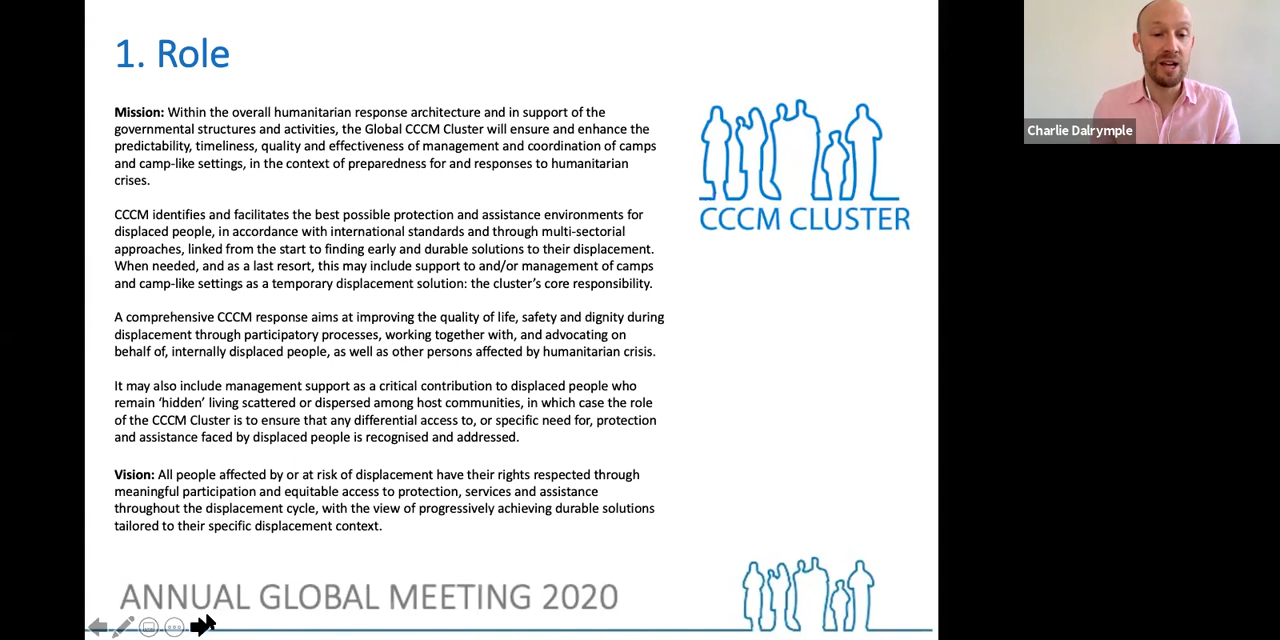 1. Role
Mission: Within the overall humanitarian response architecture and in support of the
governmental structures and activities, the Global CCCM Cluster will ensure and enhance the
predictability, timeliness, quality and effectiveness of management and coordination of camps
and camp-like settings, in the context of preparedness for and responses to humanitarian
crises.
CCCM identifies and facilitates the best possible protection and assistance environments for
displaced people, in accordance with international standards and through multi-sectorial
approaches, linked from the start to finding early and durable solutions to their displacement.
When needed, and as a last resort, this may include support to and/or management of camps
and camp-like settings as a temporary displacement solution: the cluster's core responsibility.
A comprehensive CCCM response aims at improving the quality of life, safety and dignity during
displacement through participatory processes, working together with, and advocating on
behalf of, internally displaced people, as well as other persons affected by humanitarian crisis.
It may also include management support as a critical contribution to displaced people who
remain ‘hidden’ living scattered or dispersed among host communities, in which case the role
of the CCCM Cluster is to ensure that any differential access to, or specific need for, protection
and assistance faced by displaced people is recognised and addressed.
Vision: All people affected by or at risk of displacement have their rights respected through
meaningful participation and equitable access to protection, services and assistance
throughout the displacement cycle, with the view of progressively achieving durable solutions
tailored to their specific displacement context.
CCCM CLUSTER
ANNUAL GLOBAL MEETING 2020
Charlie Dalrymple